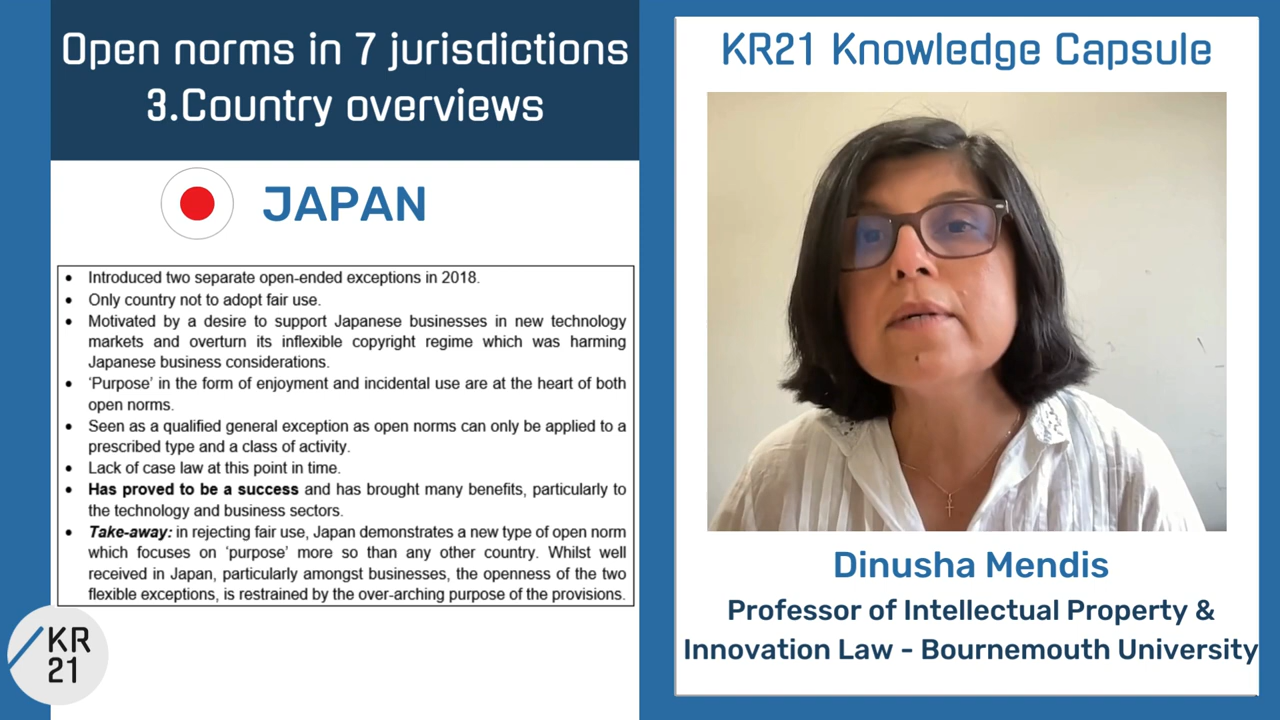 Open norms in 7 jurisdictions
3.Country overviews
JAPAN
• Introduced two separate open-ended exceptions in 2018.
• Only country not to adopt fair use.
• Motivated by a desire to support Japanese businesses in new technology
markets and overturn its inflexible copyright regime which was harming
Japanese business considerations.
• ‘Purpose’ in the form of enjoyment and incidental use are at the heart of both
open norms.
• Seen as a qualified general exception as open norms can only be applied to a
prescribed type and a class of activity.
• Lack of case law at this point in time.
• Has proved to be a success and has brought many benefits, particularly to
the technology and business sectors.
• Take-away: in rejecting fair use, Japan demonstrates a new type of open norm
which focuses on ‘purpose’ more so than any other country. Whilst well
received in Japan, particularly amongst businesses, the openness of the two
flexible exceptions, is restrained by the over-arching purpose of the provisions.
KR
21
KR21 Knowledge Capsule
Dinusha Mendis
Professor of Intellectual Property &
Innovation Law - Bournemouth University